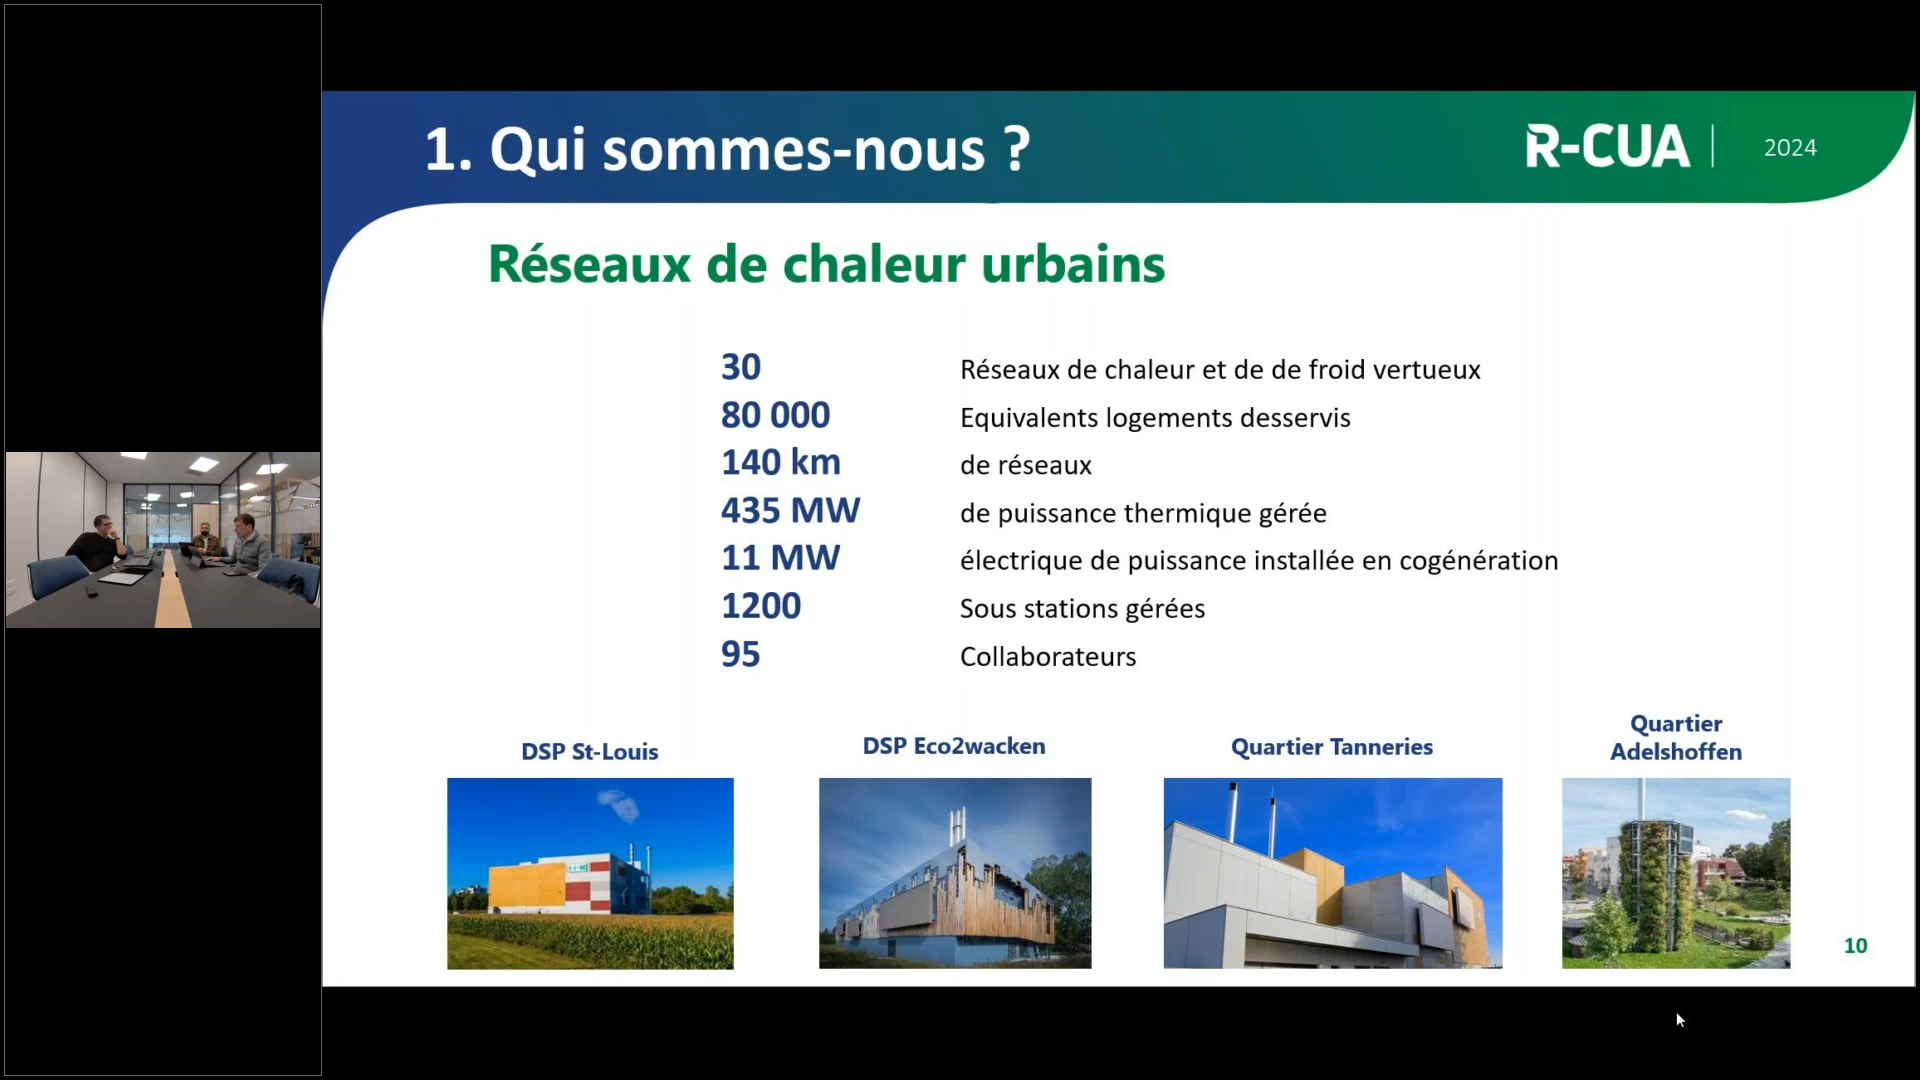 1. Qui sommes-nous ?
R-CUA
2024
Réseaux de chaleur urbains
30 Réseaux de chaleur et de de froid vertueux
80 000 Equivalents logements desservis
140 km de réseaux
435 MW de puissance thermique gérée
11 MW électrique de puissance installée en cogénération
1200 Sous stations gérées
95 Collaborateurs
DSP St-Louis
DSP Eco2wacken
Quartier Tanneries
Quartier
Adelshoffen
10